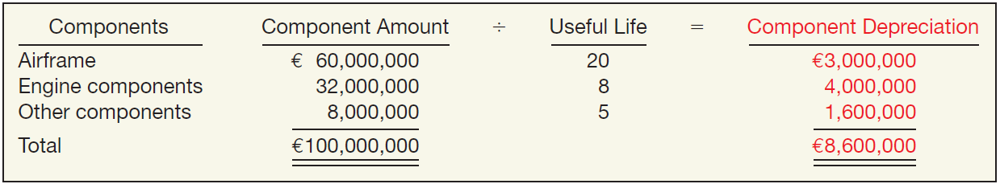 Components Component Amount ÷ Useful Life = Component Depreciation
Airframe € 60,000,000 20 €3,000,000
Engine components 32,000,000 8 4,000,000
Other components 8,000,000 5 1,600,000
Total €100,000,000 €8,600,000